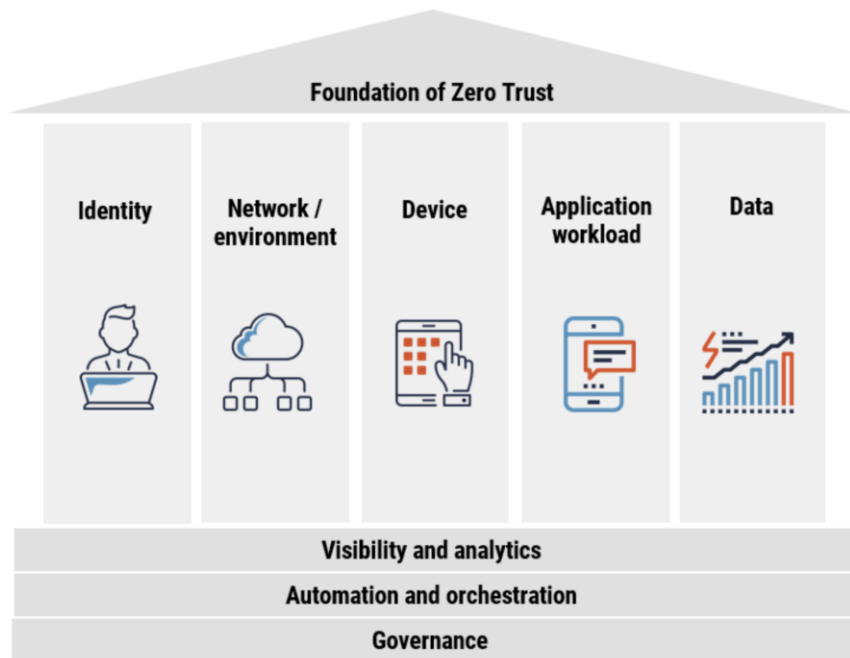 Foundation of Zero Trust
Identity
Network /
environment
Device
Application
workload
Data
Visibility and analytics
Automation and orchestration
Governance